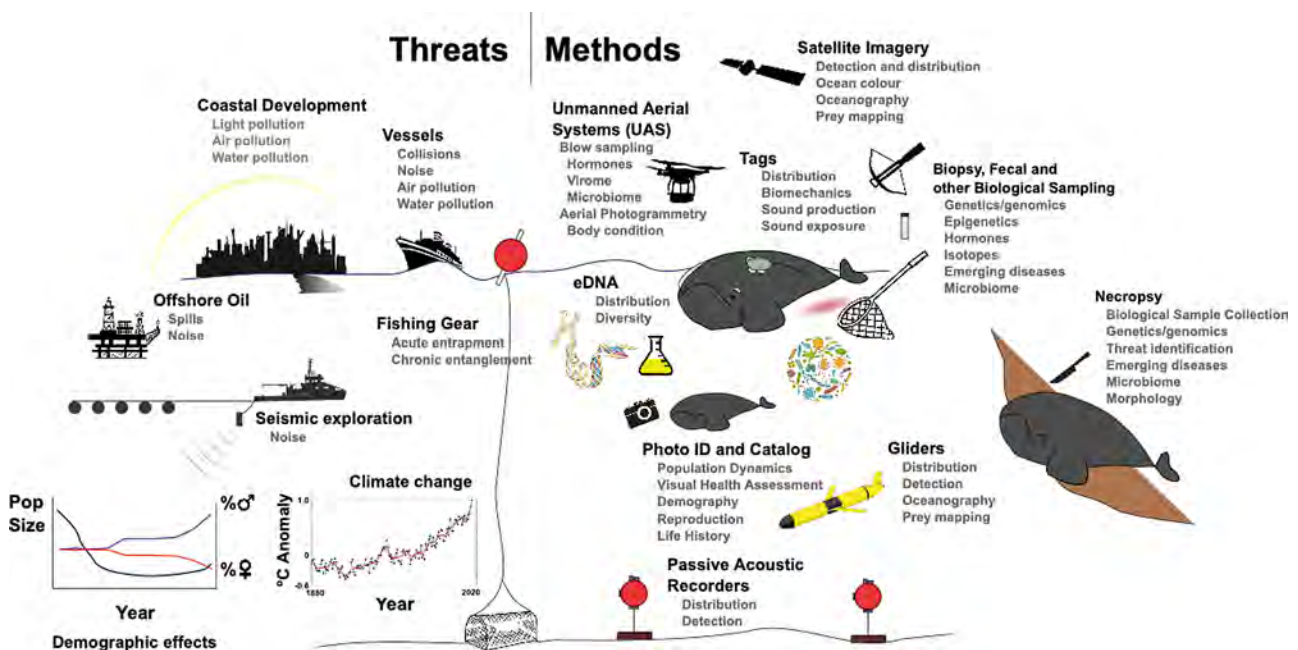 Threats
Methods
Coastal Development
Light pollution
Air pollution
Water pollution
Vessels
Collisions
Noise
Air pollution
Water pollution
Offshore Oil
Spills
Noise
Fishing Gear
Acute entrapment
Chronic entanglement
Seismic exploration
Noise
Pop
Size
%♂
%♀
Year
Demographic effects
Climate change
ºC Anomaly
1.0
0
-0.6
1880
2020
Year
Unmanned Aerial
Systems (UAS)
Blow sampling
Hormones
Virome
Microbiome
Aerial Photogrammetry
Body condition
Satellite Imagery
Detection and distribution
Ocean colour
Oceanography
Prey mapping
Tags
Distribution
Biomechanics
Sound production
Sound exposure
Biopsy, Fecal and
other Biological Sampling
Genetics/genomics
Epigenetics
Hormones
Isotopes
Emerging diseases
Microbiome
eDNA
Distribution
Diversity
Necropsy
Biological Sample Collection
Genetics/genomics
Threat identification
Emerging diseases
Microbiome
Morphology
Photo ID and Catalog
Population Dynamics
Visual Health Assessment
Demography
Reproduction
Life History
Gliders
Distribution
Detection
Oceanography
Prey mapping
Passive Acoustic
Recorders
Distribution
Detection